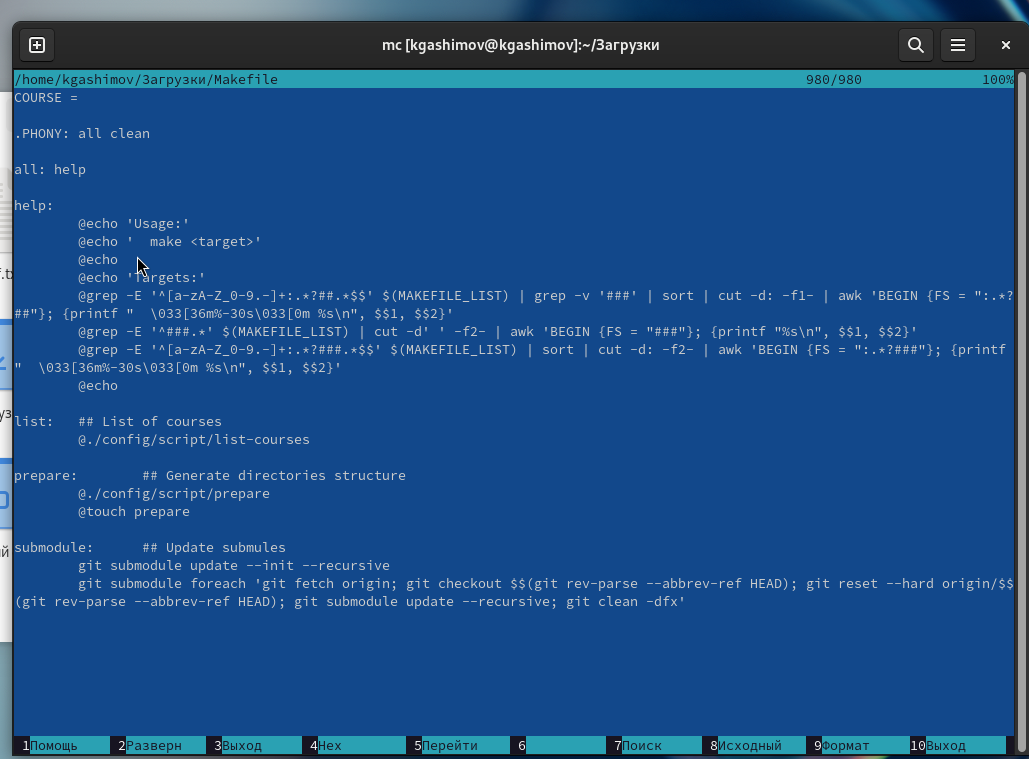 mc [kgashimov@kgashimov]:~/Загрузки
/home/kgashimov/Загрузки/Makefile 980/980 100%
COURSE =
.PHONY: all clean
all: help
help:
@echo 'Usage:'
@echo '  make <target>'
@echo
@echo 'Targets:'
@grep -E '^[a-zA-Z_0-9.-]+:.*?##.*$$' $(MAKEFILE_LIST) | grep -v '###' | sort | cut -d: -f1- | awk 'BEGIN {FS = ":.*?
##"}; {printf "  \033[36m%-30s\033[0m %s\n", $$1, $$2}'
@grep -E '^###.*' $(MAKEFILE_LIST) | cut -d' ' -f2- | awk 'BEGIN {FS = "###"}; {printf "%s\n", $$1, $$2}'
@grep -E '^[a-zA-Z_0-9.-]+:.*?###.*$$' $(MAKEFILE_LIST) | sort | cut -d: -f2- | awk 'BEGIN {FS = ":.*?###"}; {printf
"  \033[36m%-30s\033[0m %s\n", $$1, $$2}'
@echo
list:   ## List of courses
@./config/script/list-courses
prepare:        ## Generate directories structure
@./config/script/prepare
@touch prepare
submodule:      ## Update submules
git submodule update --init --recursive
git submodule foreach 'git fetch origin; git checkout $$(git rev-parse --abbrev-ref HEAD); git reset --hard origin/$$
(git rev-parse --abbrev-ref HEAD); git submodule update --recursive; git clean -dfx'
1Помощь 2Разверн 3Выход 4Hex 5Перейти 6 7Поиск 8Исходный 9Формат 10Выход